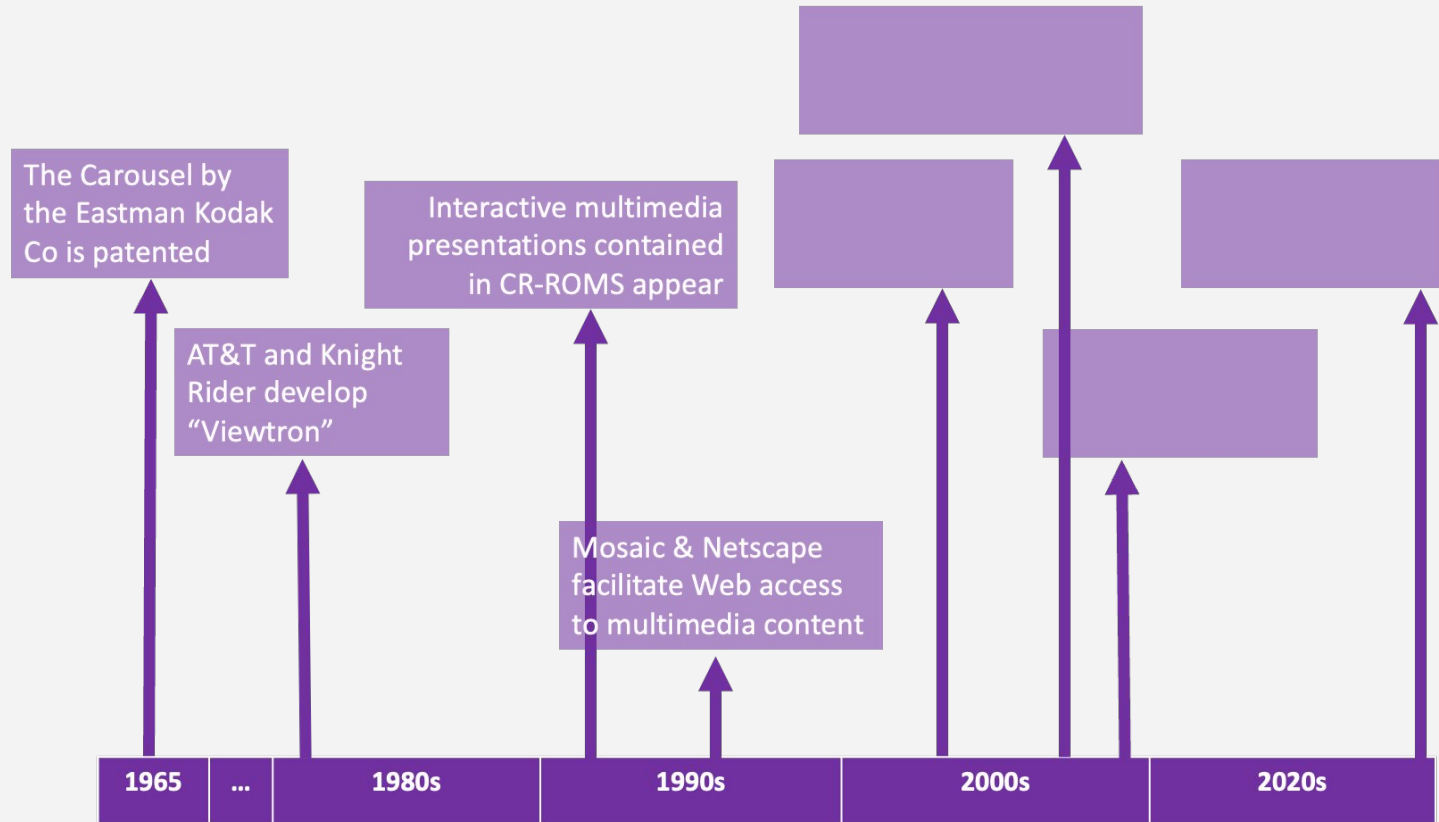 The Carousel by
the Eastman Kodak
Co is patented
AT&T and Knight
Rider develop
“Viewtron”
Interactive multimedia
presentations contained
in CR-ROMS appear
Mosaic & Netscape
facilitate Web access
to multimedia content
1965
...
1980s
1990s
2000s
2020s